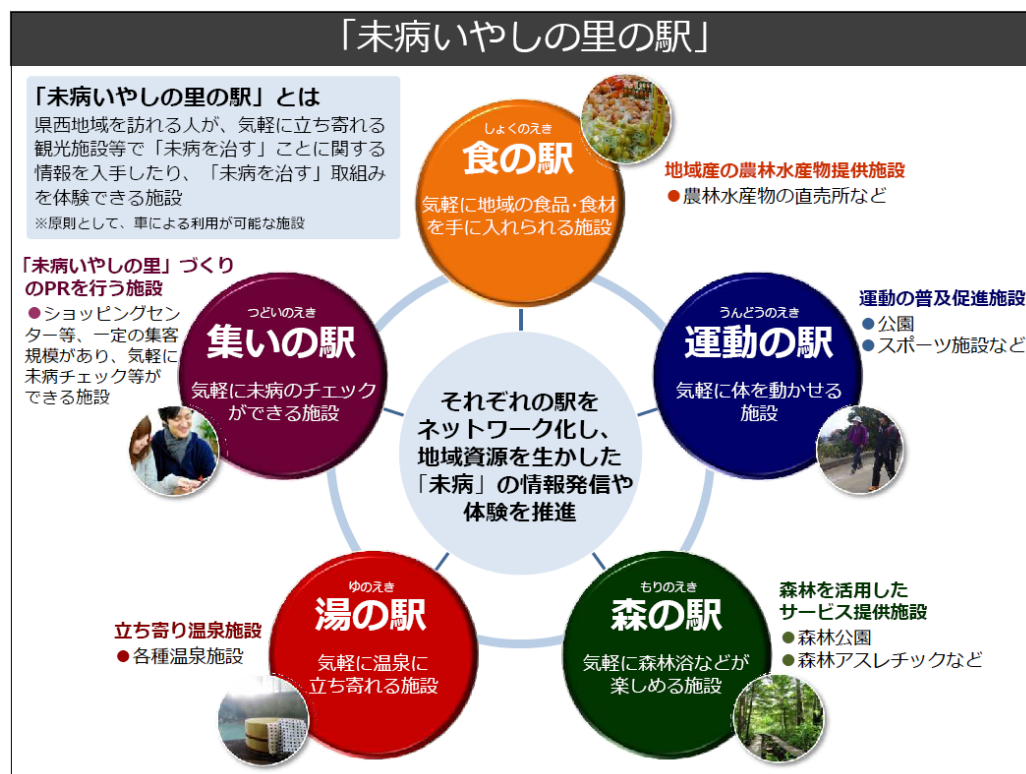 「未病いやしの里の駅」
「未病いやしの里の駅」とは
県西地域を訪れる人が、気軽に立ち寄れる
観光施設等で「未病を治す」ことに関する
情報を入手したり、「未病を治す」取組み
を体験できる施設
※原則として、車による利用が可能な施設
しょくのえき
食の駅
気軽に地域の食品・食材
を手に入れられる施設
地域産の農林水産物提供施設
●農林水産物の直売所など
「未病いやしの里」づくり
のPRを行う施設
●ショッピングセン
ター等、一定の集客
規模があり、気軽に
未病チェック等が
できる施設
つどいのえき
集いの駅
気軽に未病のチェック
ができる施設
うんどうのえき
運動の駅
気軽に体を動かせる
施設
運動の普及促進施設
●公園
●スポーツ施設など
それぞれの駅を
ネットワーク化し、
地域資源を生かした
「未病」の情報発信や
体験を推進
立ち寄り温泉施設
●各種温泉施設
ゆのえき
湯の駅
気軽に温泉に
立ち寄れる施設
もりのえき
森の駅
気軽に森林浴などが
楽しめる施設
森林を活用した
サービス提供施設
●森林公園
●森林アスレチックなど